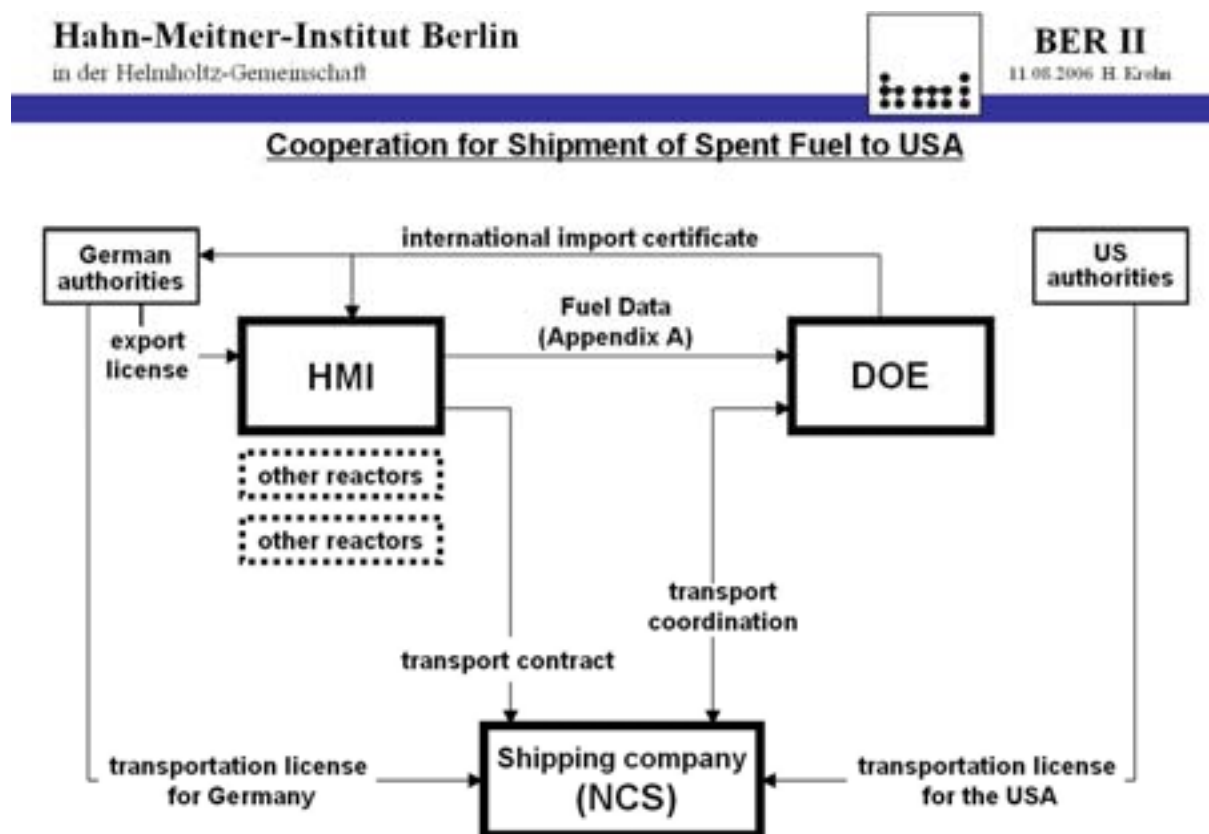 Hahn-Meitner-Institut Berlin
in der Helmholtz-Gemeinschaft
BER II
11.08.2006 H. Krohn
Cooperation for Shipment of Spent Fuel to USA
German
authorities
international import certificate
US
authorities
export
license
HMI
Fuel Data
(Appendix A)
DOE
other reactors
other reactors
transport
coordination
transport contract
transportation license
for Germany
Shipping company
(NCS)
transportation license
for the USA